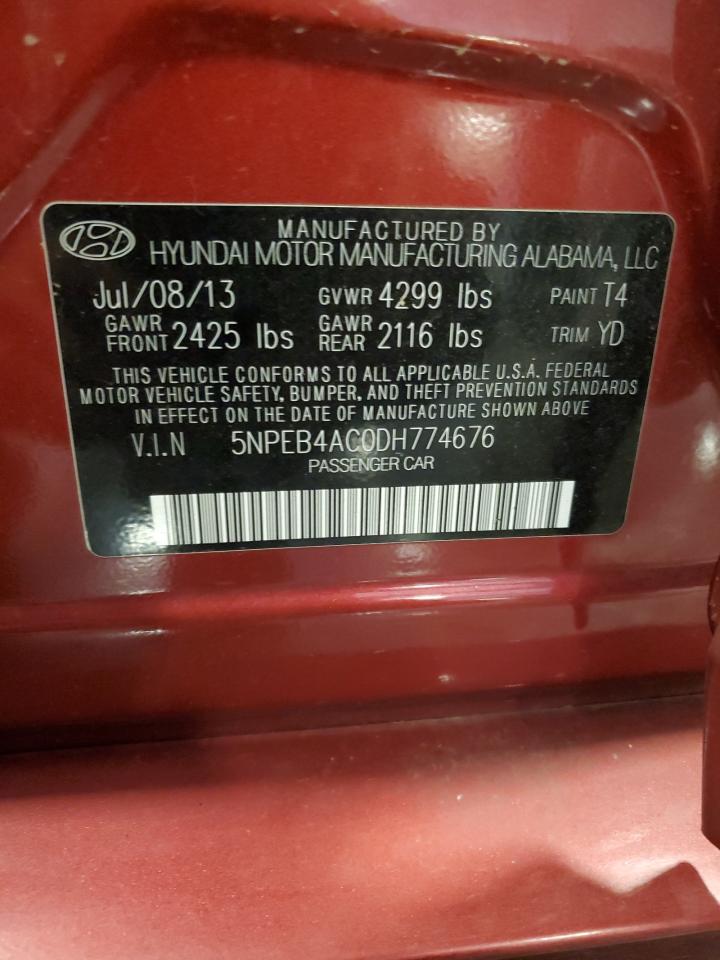 MANUFACTURED BY
HYUNDAI MOTOR MANUFACTURING ALABAMA, LLC
Jul/08/13 GVWR 4299 lbs PAINT T4
GAWR FRONT 2425 lbs GAWR REAR 2116 lbs TRIM YD
THIS VEHICLE CONFORMS TO ALL APPLICABLE U.S.A. FEDERAL
MOTOR VEHICLE SAFETY, BUMPER, AND THEFT PREVENTION STANDARDS
IN EFFECT ON THE DATE OF MANUFACTURE SHOWN ABOVE
V.I.N 5NPEB4AC0DH774676
PASSENGER CAR